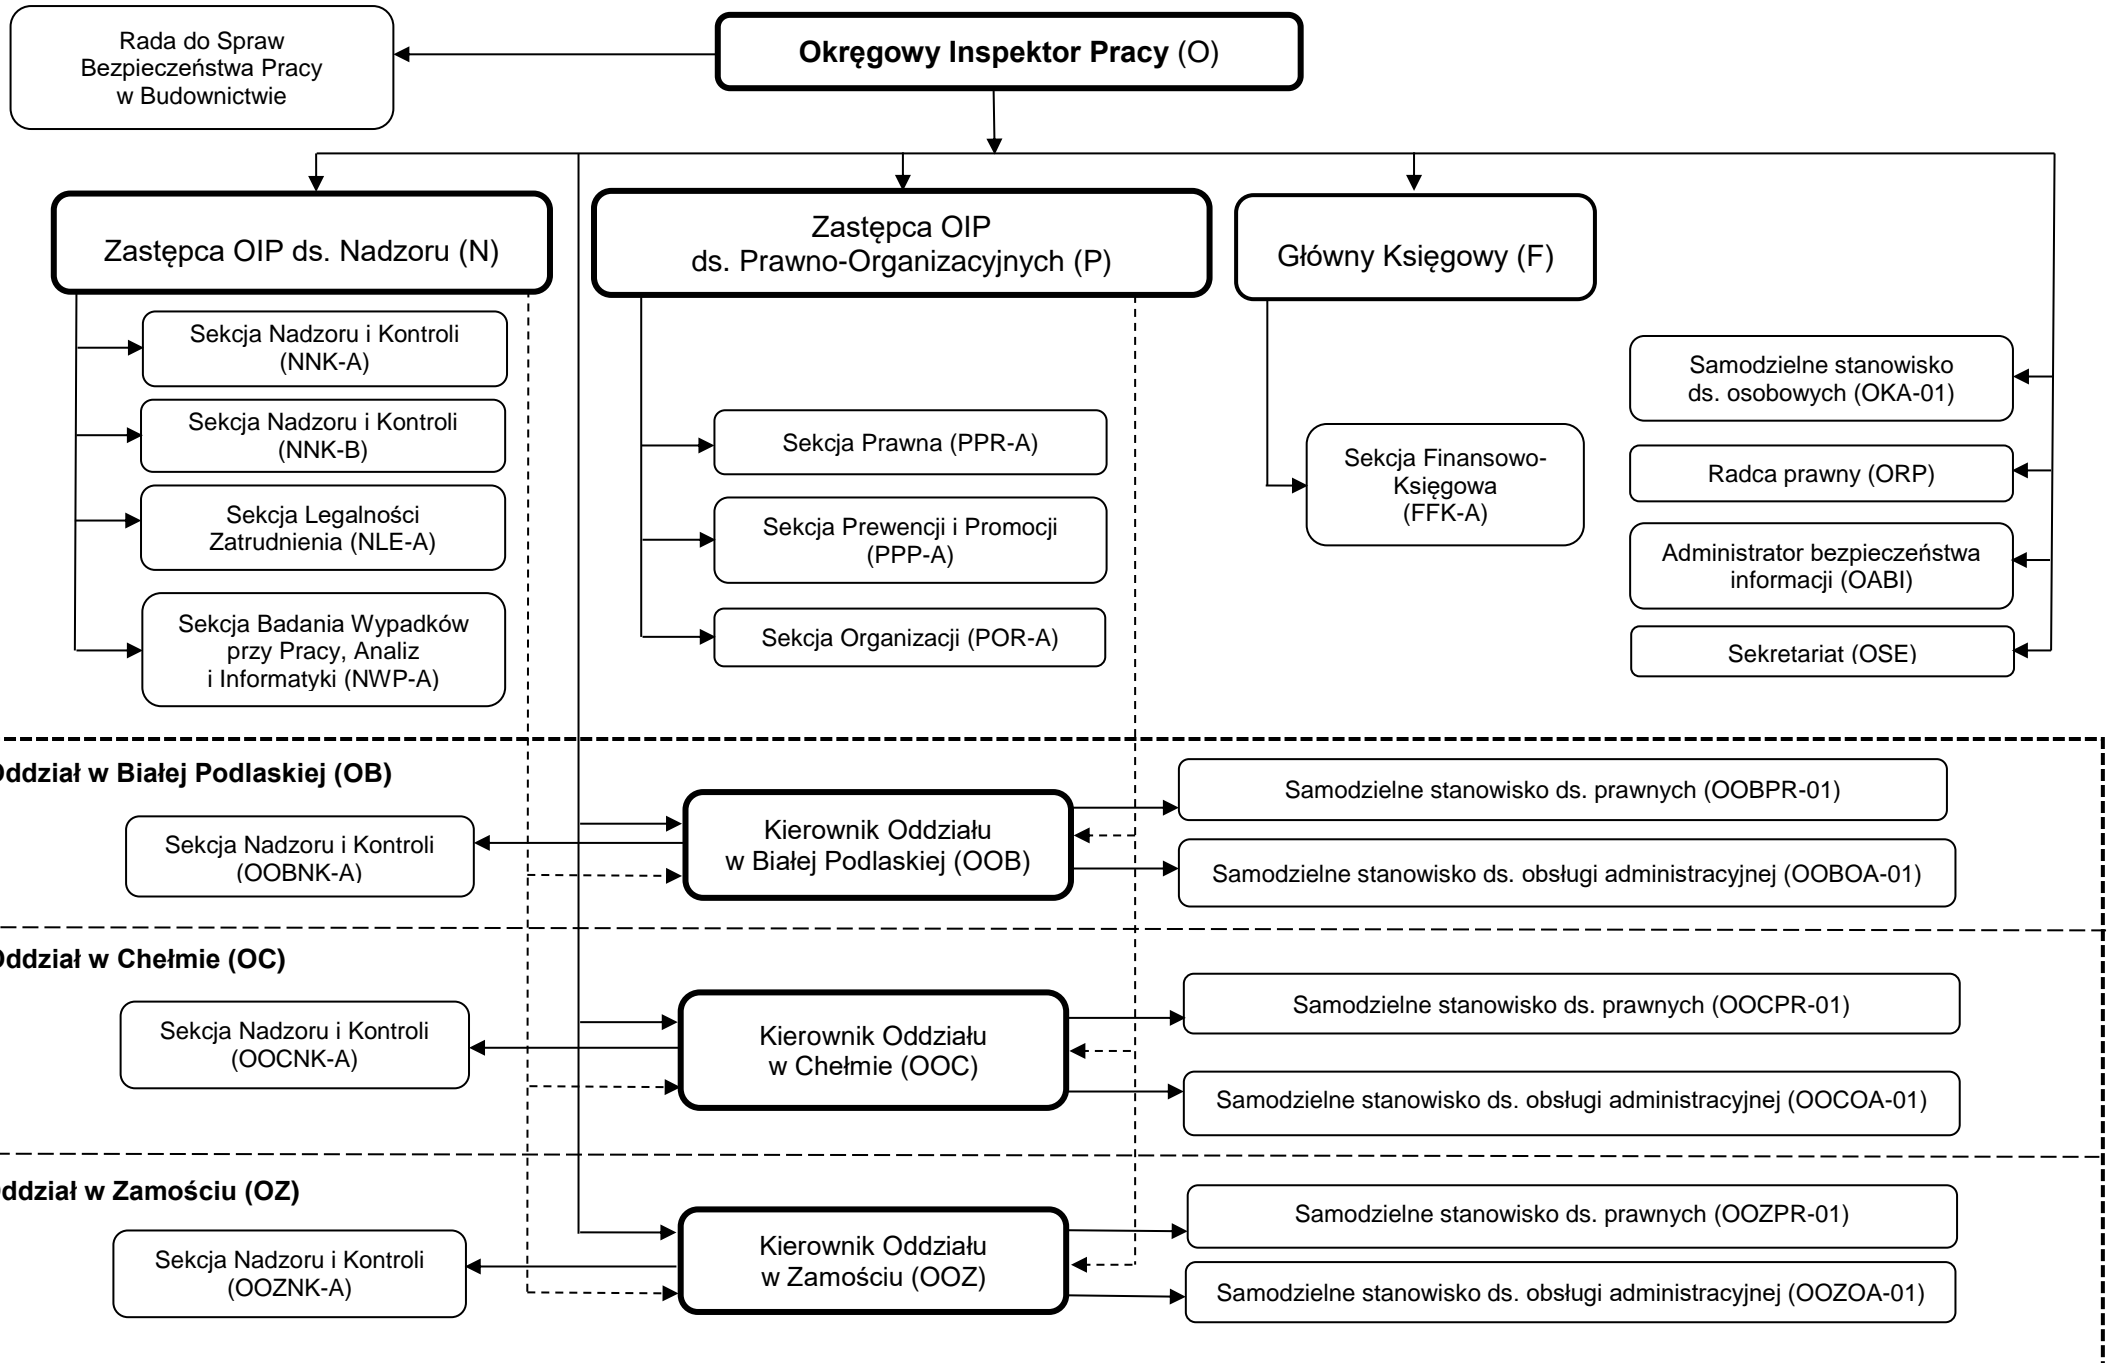 Rada do Spraw
Bezpieczeństwa Pracy
w Budownictwie
Okręgowy Inspektor Pracy (O)
Zastępca OIP ds. Nadzoru (N)
Zastępca OIP
ds. Prawno-Organizacyjnych (P)
Główny Księgowy (F)
Sekcja Nadzoru i Kontroli
(NNK-A)
Sekcja Nadzoru i Kontroli
(NNK-B)
Sekcja Legalności
Zatrudnienia (NLE-A)
Sekcja Badania Wypadków
przy Pracy, Analiz
i Informatyki (NWP-A)
Sekcja Prawna (PPR-A)
Sekcja Prewencji i Promocji
(PPP-A)
Sekcja Organizacji (POR-A)
Sekcja Finansowo-
Księgowa
(FFK-A)
Samodzielne stanowisko
ds. osobowych (OKA-01)
Radca prawny (ORP)
Administrator bezpieczeństwa
informacji (OABI)
Sekretariat (OSE)
Oddział w Białej Podlaskiej (OB)
Sekcja Nadzoru i Kontroli
(OOBNK-A)
Kierownik Oddziału
w Białej Podlaskiej (OOB)
Samodzielne stanowisko ds. prawnych (OOBPR-01)
Samodzielne stanowisko ds. obsługi administracyjnej (OOBOA-01)
Oddział w Chełmie (OC)
Sekcja Nadzoru i Kontroli
(OOCNK-A)
Kierownik Oddziału
w Chełmie (OOC)
Samodzielne stanowisko ds. prawnych (OOCPR-01)
Samodzielne stanowisko ds. obsługi administracyjnej (OOCOA-01)
Oddział w Zamościu (OZ)
Sekcja Nadzoru i Kontroli
(OOZNK-A)
Kierownik Oddziału
w Zamościu (OOZ)
Samodzielne stanowisko ds. prawnych (OOZPR-01)
Samodzielne stanowisko ds. obsługi administracyjnej (OOZOA-01)